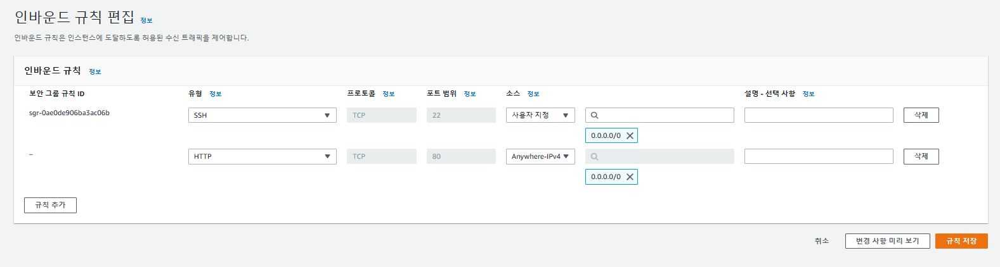 인바운드 규칙 편집 정보
인바운드 규칙은 인스턴스에 도달하도록 허용된 수신 트래픽을 제어합니다.
인바운드 규칙 정보
보안 그룹 규칙 ID 유형 정보 프로토콜 정보 포트 범위 정보 소스 정보 설명 - 선택 사항 정보
sgr-0ae0de906ba3ac06b SSH TCP 22 사용자 지정 삭제
0.0.0.0/0
– HTTP TCP 80 Anywhere-IPv4 삭제
0.0.0.0/0
규칙 추가
취소 변경 사항 미리 보기 규칙 저장